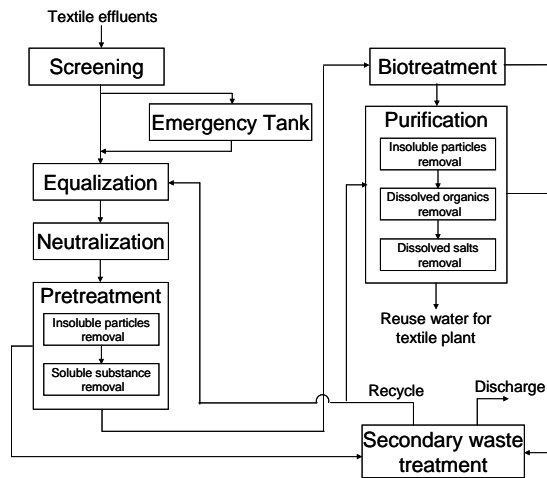 Textile effluents
Screening
Emergency Tank
Equalization
Neutralization
Pretreatment
Insoluble particles
removal
Soluble substance
removal
Biotreatment
Purification
Insoluble particles
removal
Dissolved organics
removal
Dissolved salts
removal
Reuse water for
textile plant
Recycle
Discharge
Secondary waste
treatment